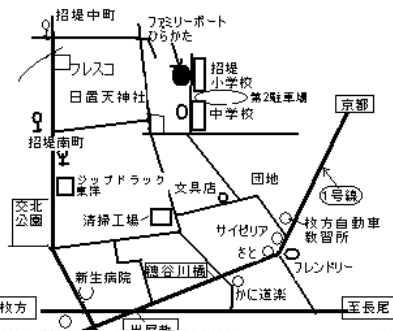 招堤中町
ファミリーポート
ひらかた
フレスコ
招堤
小学校
日置天神社
第2駐車場
中学校
京都
招堤南町
ジップドラック
東洋
文具店
団地
1号線
交北
公園
清掃工場
サイゼリア
枚方自動車
教習所
さと
フレンドリー
新生病院
穂谷川橋
かに道楽
枚方
出屋敷
至長尾